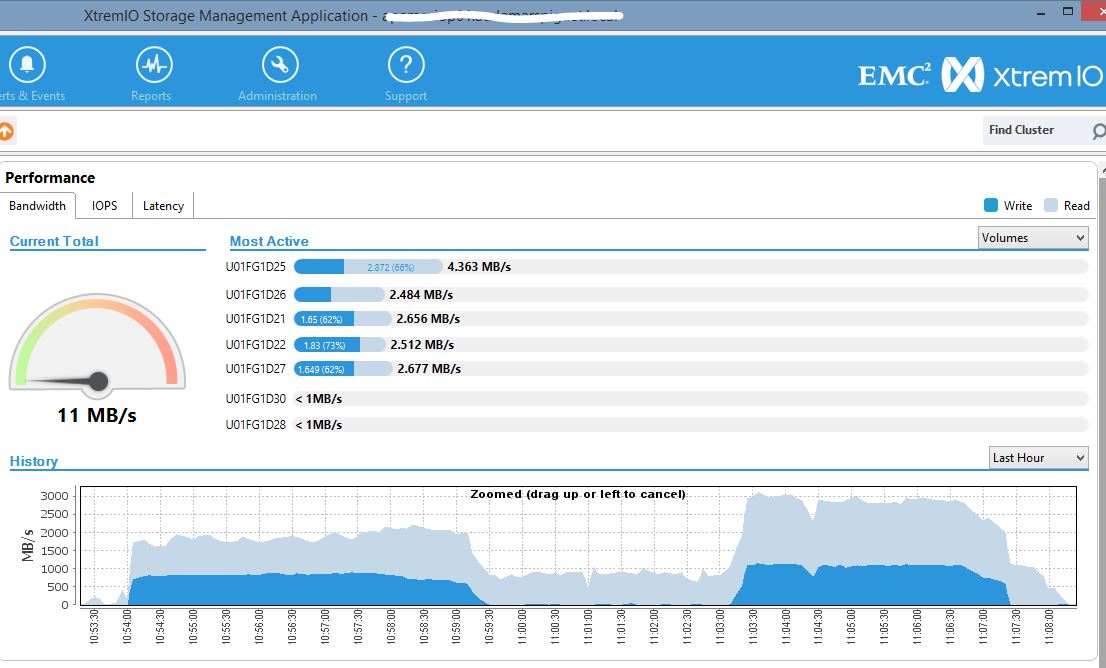 XtremIO Storage Management Application -
erts & Events Reports Administration Support
EMC² XtremIO
Find Cluster
Performance
Bandwidth IOPS Latency Write Read
Current Total Most Active Volumes
U01FG1D25 2.872 (66%) 4.363 MB/s
U01FG1D26 2.484 MB/s
U01FG1D21 1.65 (62%) 2.656 MB/s
U01FG1D22 1.83 (73%) 2.512 MB/s
U01FG1D27 1.649 (62%) 2.677 MB/s
U01FG1D30 < 1MB/s
U01FG1D28 < 1MB/s
11 MB/s
History Last Hour
Zoomed (drag up or left to cancel)
MB/s
3000
2500
2000
1500
1000
500
0
10:53:30 10:54:00 10:54:30 10:55:00 10:55:30 10:56:00 10:56:30 10:57:00 10:57:30 10:58:00 10:58:30 10:59:00 10:59:30 11:00:00 11:00:30 11:01:00 11:01:30 11:02:00 11:02:30 11:03:00 11:03:30 11:04:00 11:04:30 11:05:00 11:05:30 11:06:00 11:06:30 11:07:00 11:07:30 11:08:00